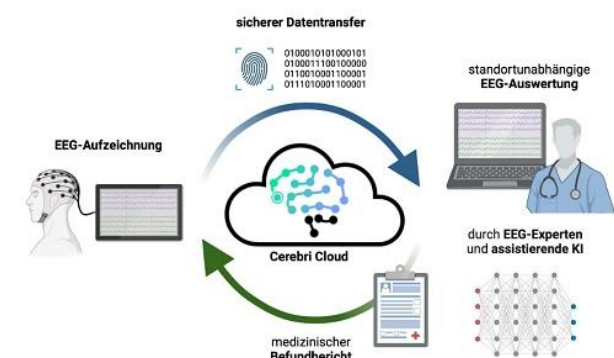 sicherer Datentransfer
0100010101000101
0100011100100000
0110010001100001
0111010001100001
standortunabhängige
EEG-Auswertung
EEG-Aufzeichnung
Cerebri Cloud
durch EEG-Experten
und assistierende KI
medizinischer
Befundbericht